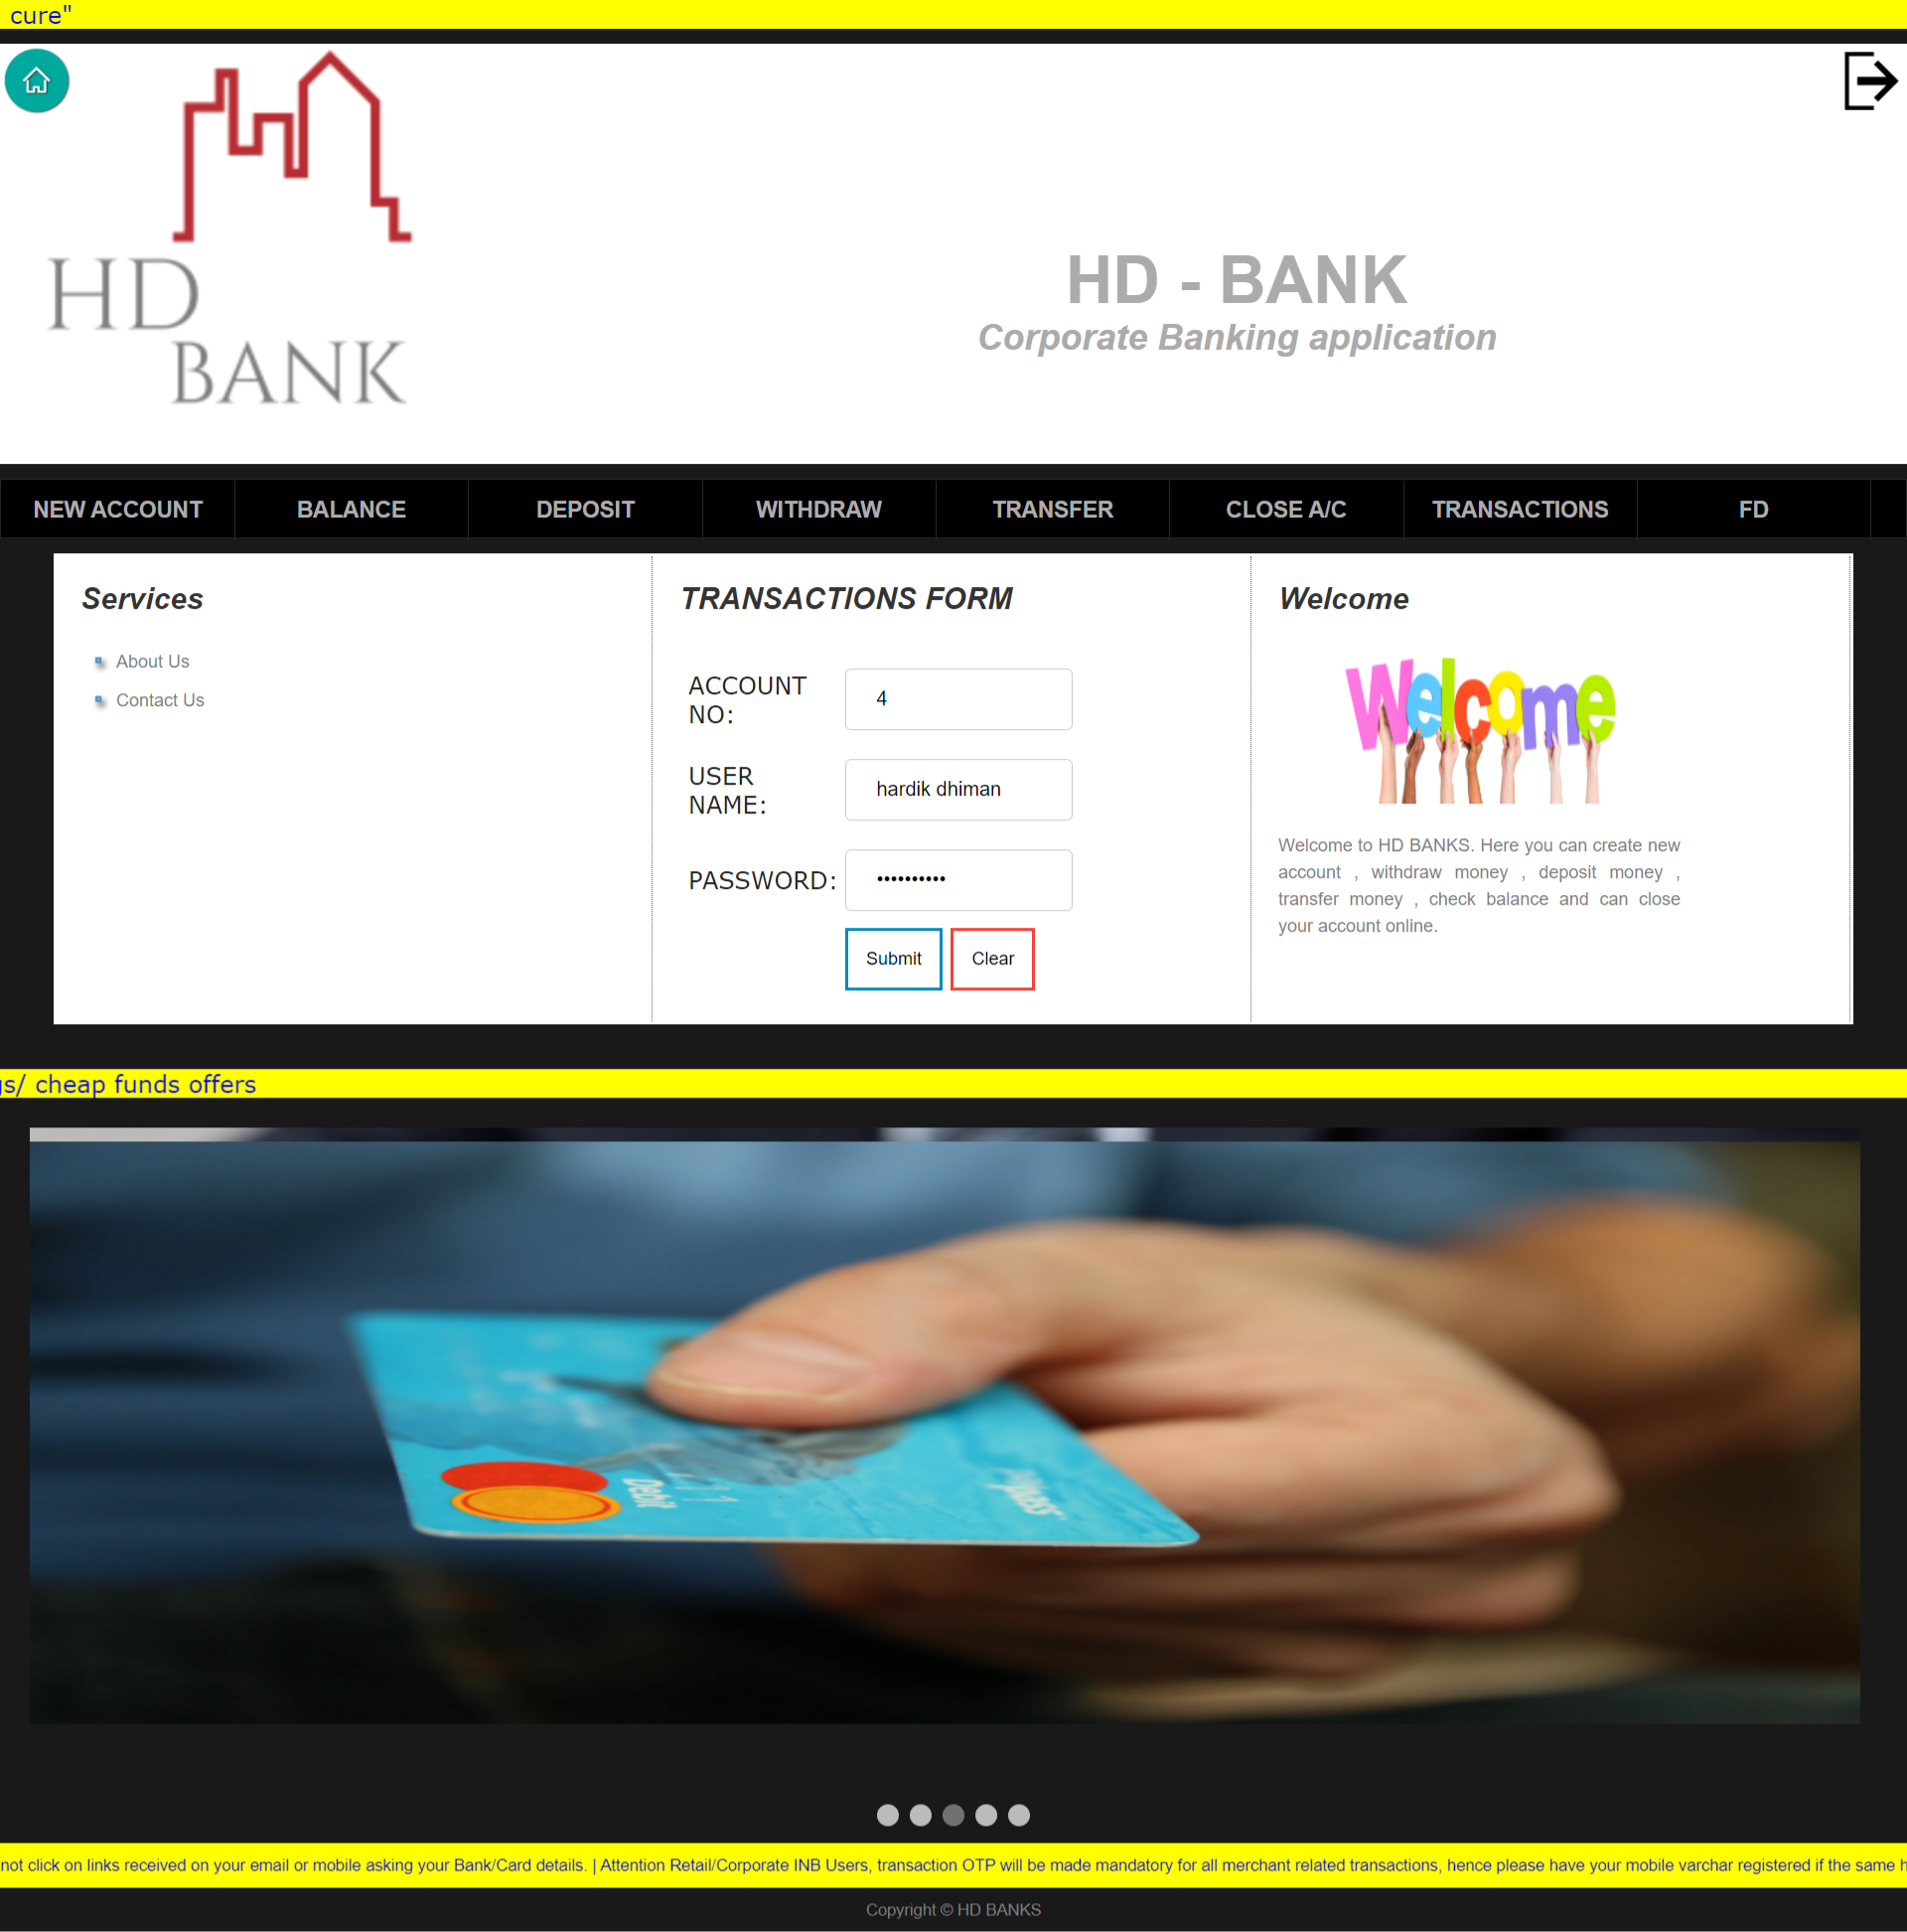 cure"
HD
BANK
HD - BANK
Corporate Banking application
NEW ACCOUNT BALANCE DEPOSIT WITHDRAW TRANSFER CLOSE A/C TRANSACTIONS FD
Services
About Us
Contact Us
TRANSACTIONS FORM
ACCOUNT
NO:
4
USER
NAME:
hardik dhiman
PASSWORD:
••••••••••
Submit Clear
Welcome
Welcome
Welcome to HD BANKS. Here you can create new
account , withdraw money , deposit money ,
transfer money , check balance and can close
your account online.
gs/ cheap funds offers
Debit
not click on links received on your email or mobile asking your Bank/Card details. | Attention Retail/Corporate INB Users, transaction OTP will be made mandatory for all merchant related transactions, hence please have your mobile varchar registered if the same h
Copyright © HD BANKS